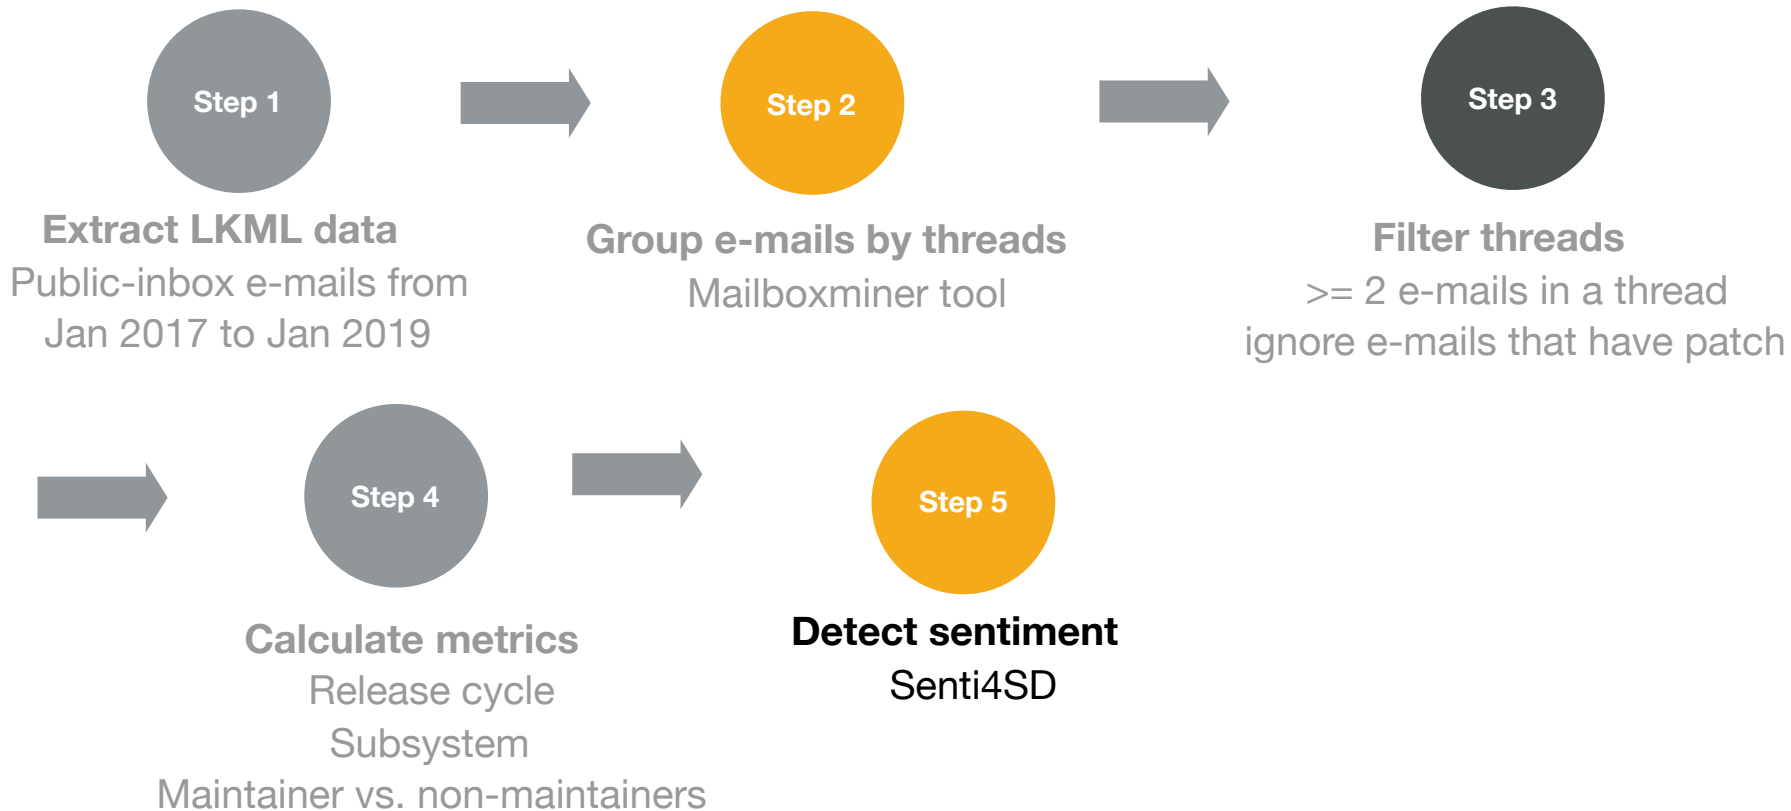 Step 1
Extract LKML data
Public-inbox e-mails from
Jan 2017 to Jan 2019
Step 2
Group e-mails by threads
Mailboxminer tool
Step 3
Filter threads
>= 2 e-mails in a thread
ignore e-mails that have patch
Step 4
Calculate metrics
Release cycle
Subsystem
Maintainer vs. non-maintainers
Step 5
Detect sentiment
Senti4SD